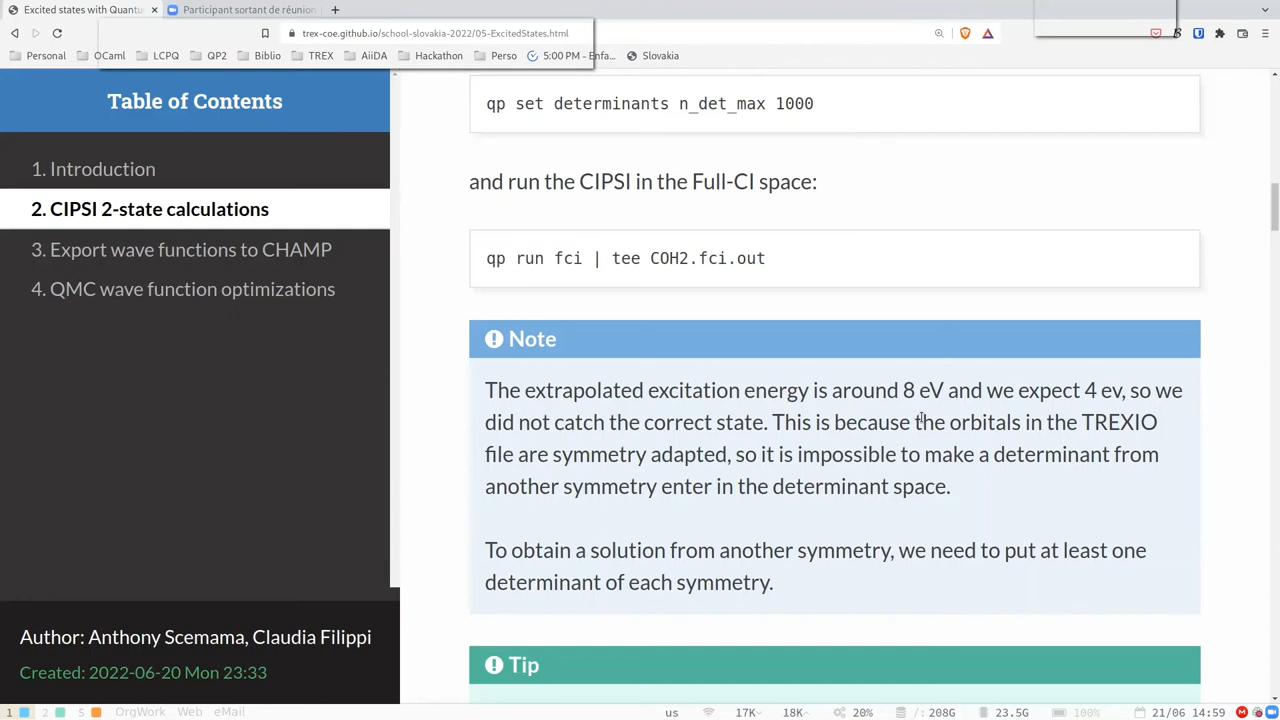 Excited states with Quantu
Participant sortant de réunion
trex-coe.github.io/school-slovakia-2022/05-ExcitedStates.html
Personal
OCaml
LCPQ
QP2
Biblio
TREX
AiiDA
Hackathon
Perso
5:00 PM - Enfa...
Slovakia
Table of Contents
1. Introduction
2. CIPSI 2-state calculations
3. Export wave functions to CHAMP
4. QMC wave function optimizations
Author: Anthony Scemama, Claudia Filippi
Created: 2022-06-20 Mon 23:33
qp set determinants n_det_max 1000
and run the CIPSI in the Full-CI space:
qp run fci | tee COH2.fci.out
Note
The extrapolated excitation energy is around 8 eV and we expect 4 ev, so we
did not catch the correct state. This is because the orbitals in the TREXIO
file are symmetry adapted, so it is impossible to make a determinant from
another symmetry enter in the determinant space.
To obtain a solution from another symmetry, we need to put at least one
determinant of each symmetry.
Tip
1 2 5 OrgWork Web eMail us 17K 18K 20% /: 208G 23.5G 100% 21/06 14:59